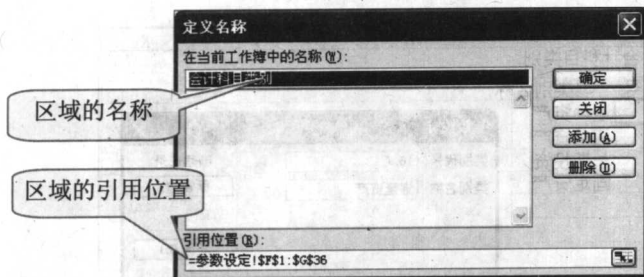 定义名称
在当前工作簿中的名称(W):
会计科目类别
确定
关闭
添加(A)
删除(D)
区域的名称
区域的引用位置
引用位置(R):
=参数设定!$F$1:$G$36